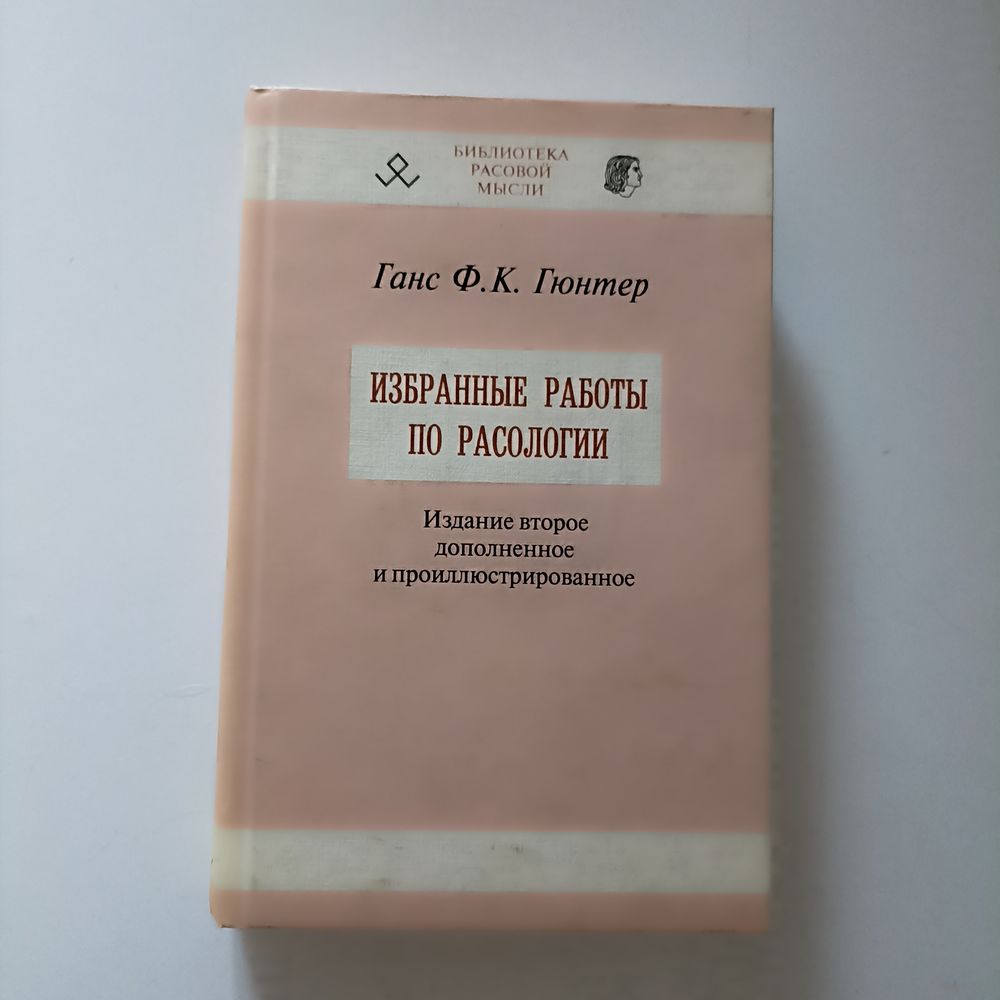 БИБЛИОТЕКА
РАСОВОЙ
МЫСЛИ
Ганс Ф.К. Гюнтер
ИЗБРАННЫЕ РАБОТЫ
ПО РАСОЛОГИИ
Издание второе
дополненное
и проиллюстрированное